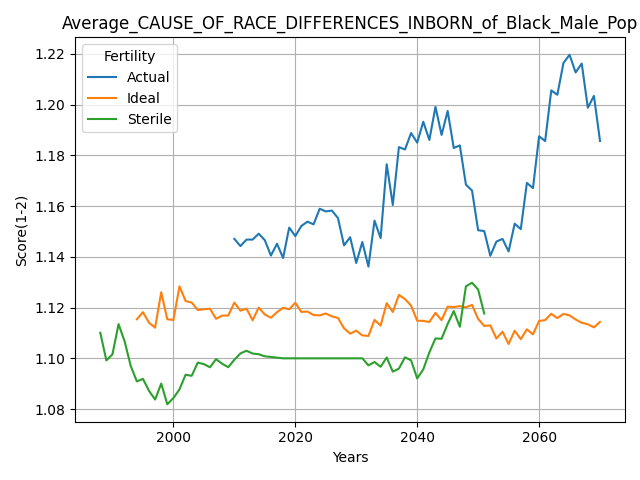 Average_CAUSE_OF_RACE_DIFFERENCES_INBORN_of_Black_Male_Pop
Fertility
Actual
Ideal
Sterile
1.22
1.20
1.18
1.16
1.14
1.12
1.10
1.08
Score(1-2)
2000 2020 2040 2060
Years